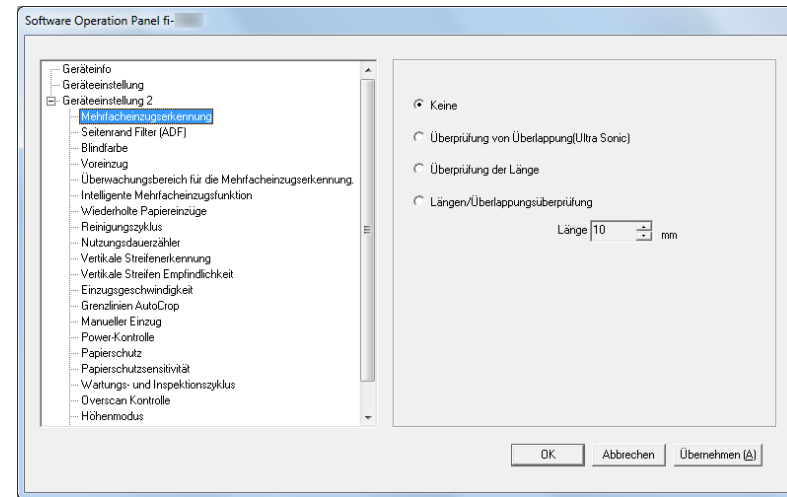 Software Operation Panel fi-
Geräteinfo
Geräteeinstellung
Geräteeinstellung 2
Mehrfacheinzugserkennung
Seitenrand Filter (ADF)
Blindfarbe
Voreinzug
Überwachungsbereich für die Mehrfacheinzugserkennung.
Intelligente Mehrfacheinzugsfunktion
Wiederholte Papiereinzüge
Reinigungszyklus
Nutzungsdauerzähler
Vertikale Streifenerkennung
Vertikale Streifen Empfindlichkeit
Einzugsgeschwindigkeit
Grenzlinien AutoCrop
Manueller Einzug
Power-Kontrolle
Papierschutz
Papierschutzsensitivität
Wartungs- und Inspektionszyklus
Overscan Kontrolle
Höhenmodus
Keine
Überprüfung von Überlappung(Ultra Sonic)
Überprüfung der Länge
Längen/Überlappungsüberprüfung
Länge 10 mm
OK Abbrechen Übernehmen (A)